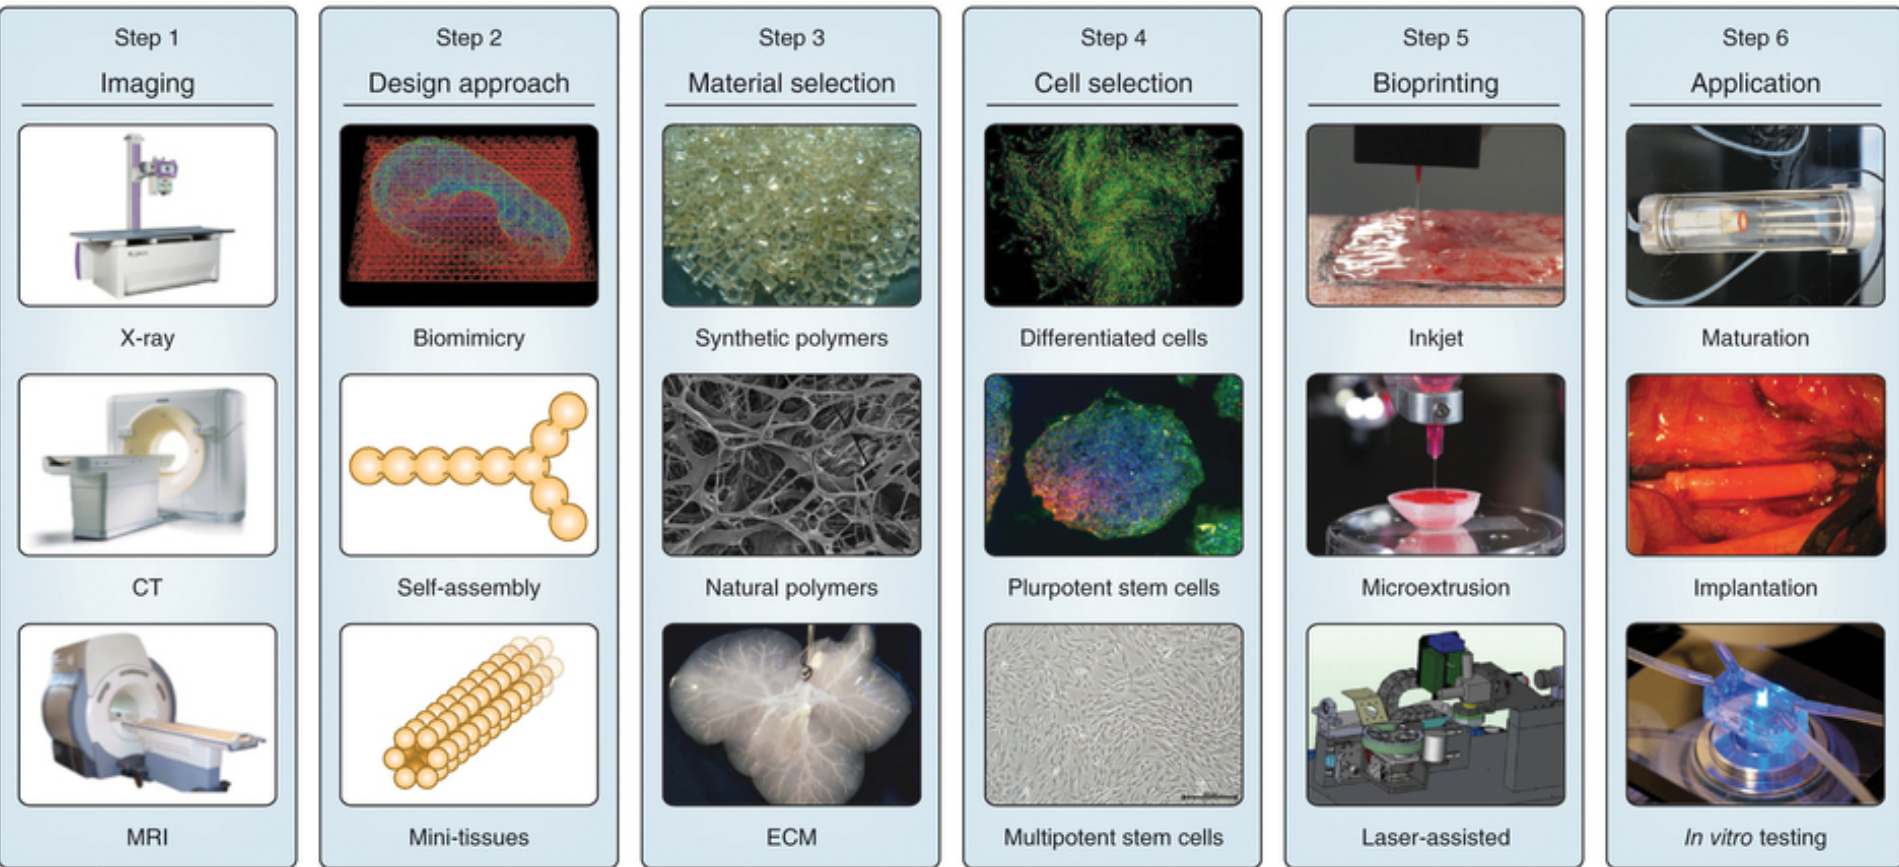 Step 1
Imaging
X-ray
CT
MRI
Step 2
Design approach
Biomimicry
Self-assembly
Mini-tissues
Step 3
Material selection
Synthetic polymers
Natural polymers
ECM
Step 4
Cell selection
Differentiated cells
Plurpotent stem cells
Multipotent stem cells
Step 5
Bioprinting
Inkjet
Microextrusion
Laser-assisted
Step 6
Application
Maturation
Implantation
In vitro testing